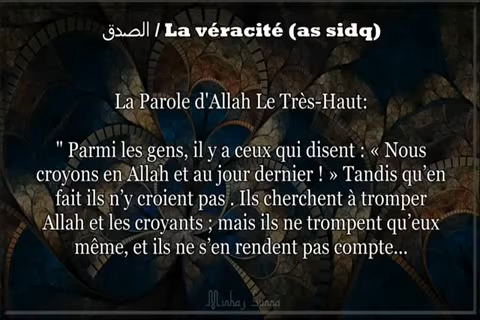 الصدق / La véracité (as sidq)
La Parole d'Allah Le Très-Haut:
" Parmi les gens, il y a ceux qui disent : « Nous
croyons en Allah et au jour dernier ! » Tandis qu’en
fait ils n’y croient pas . Ils cherchent à tromper
Allah et les croyants ; mais ils ne trompent qu’eux
même, et ils ne s’en rendent pas compte...
Minhaj Sunna